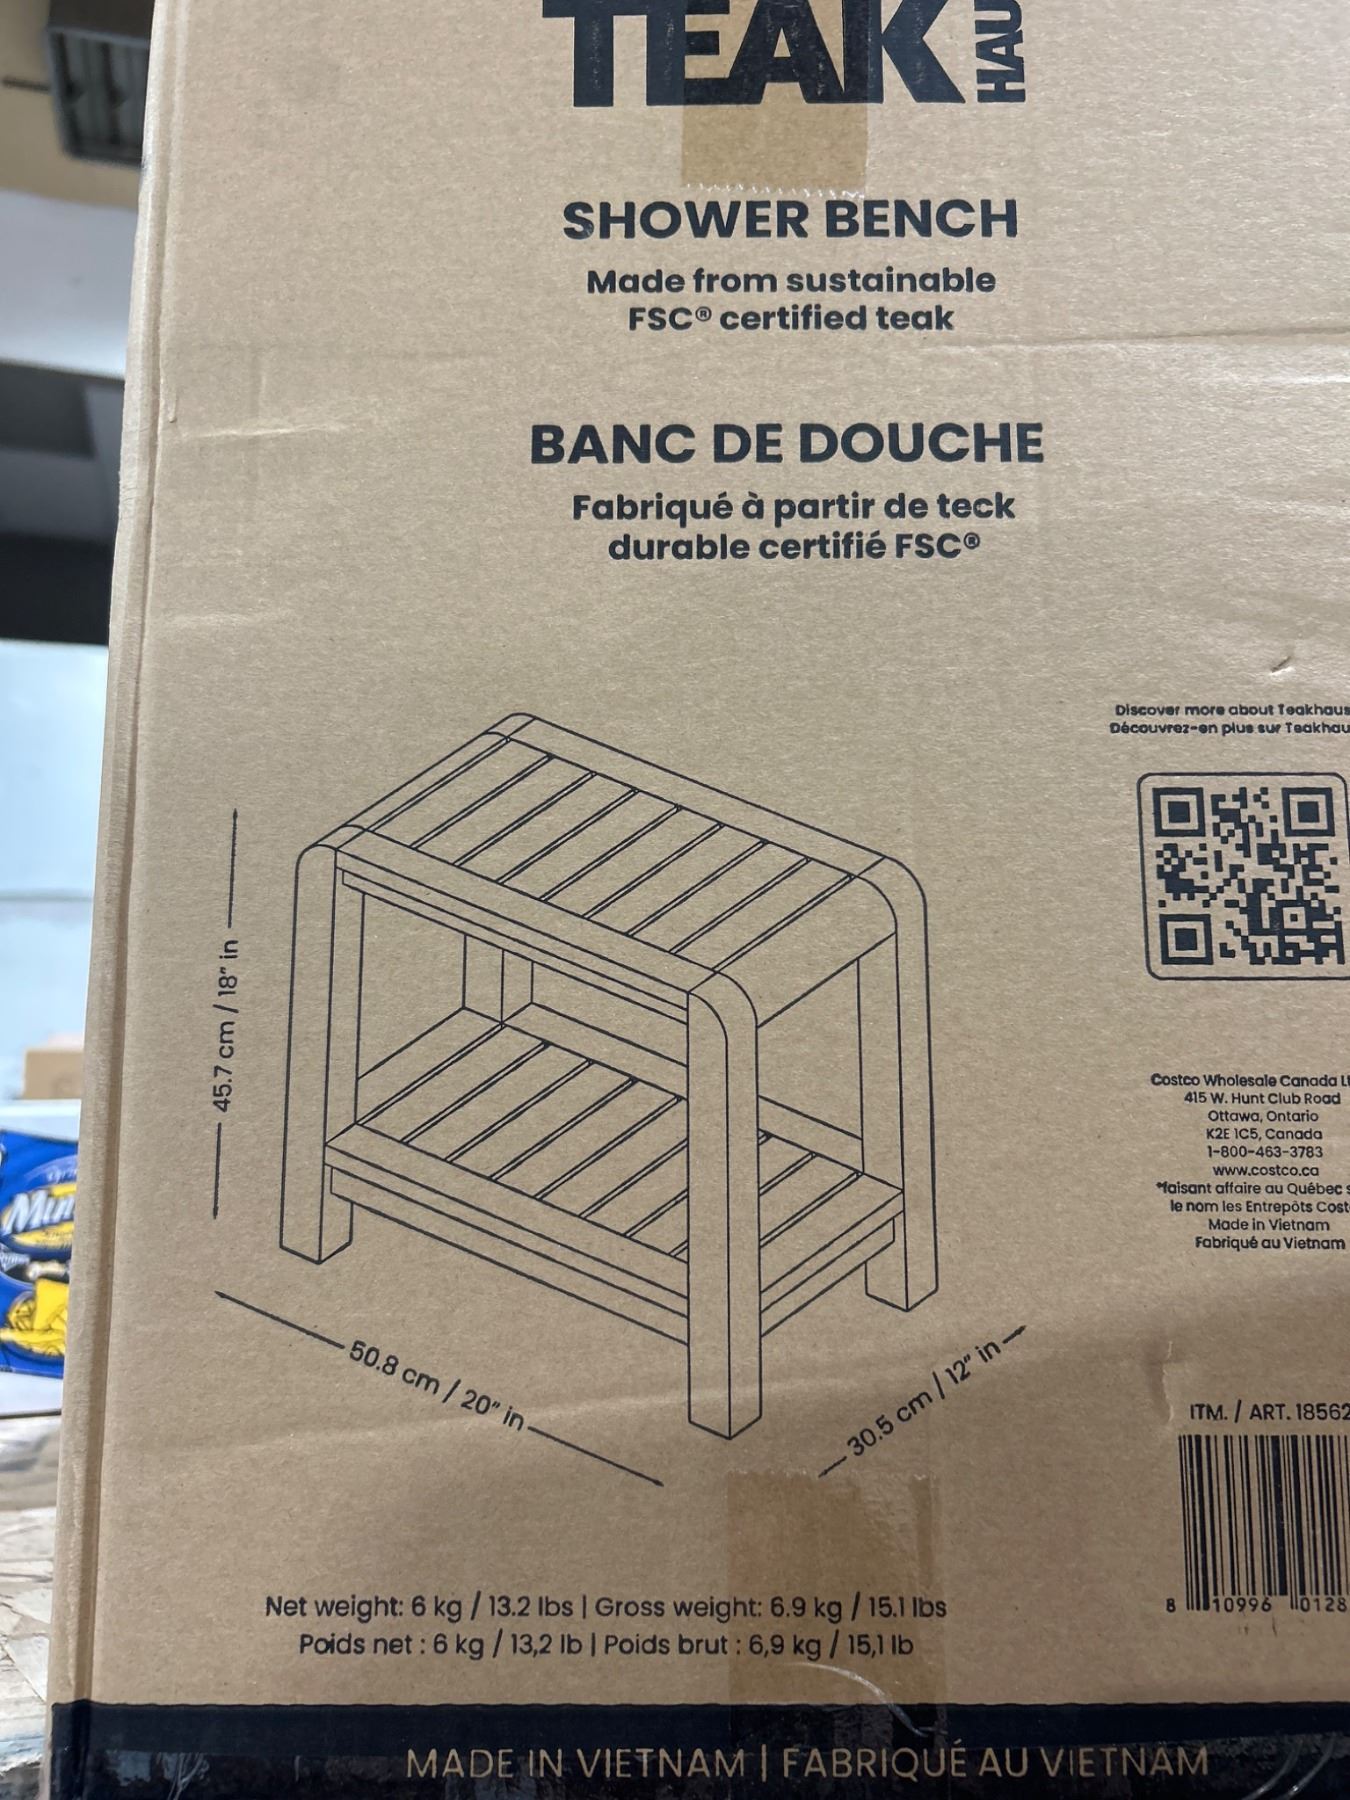 TEAK
HAU
SHOWER BENCH
Made from sustainable
FSC® certified teak
BANC DE DOUCHE
Fabriqué à partir de teck
durable certifié FSC®
Discover more about Teakhaus
Découvrez-en plus sur Teakhau
45.7 cm / 18" in
50.8 cm / 20" in
30.5 cm / 12" in
Costco Wholesale Canada Lt
415 W. Hunt Club Road
Ottawa, Ontario
K2E 1C5, Canada
1-800-463-3783
www.costco.ca
*faisant affaire au Québec s
le nom les Entrepôts Cost
Made in Vietnam
Fabriqué au Vietnam
ITM. / ART. 18562
8 10996 0128
Net weight: 6 kg / 13.2 lbs | Gross weight: 6.9 kg / 15.1 lbs
Poids net : 6 kg / 13,2 lb | Poids brut : 6,9 kg / 15,1 lb
MADE IN VIETNAM | FABRIQUÉ AU VIETNAM